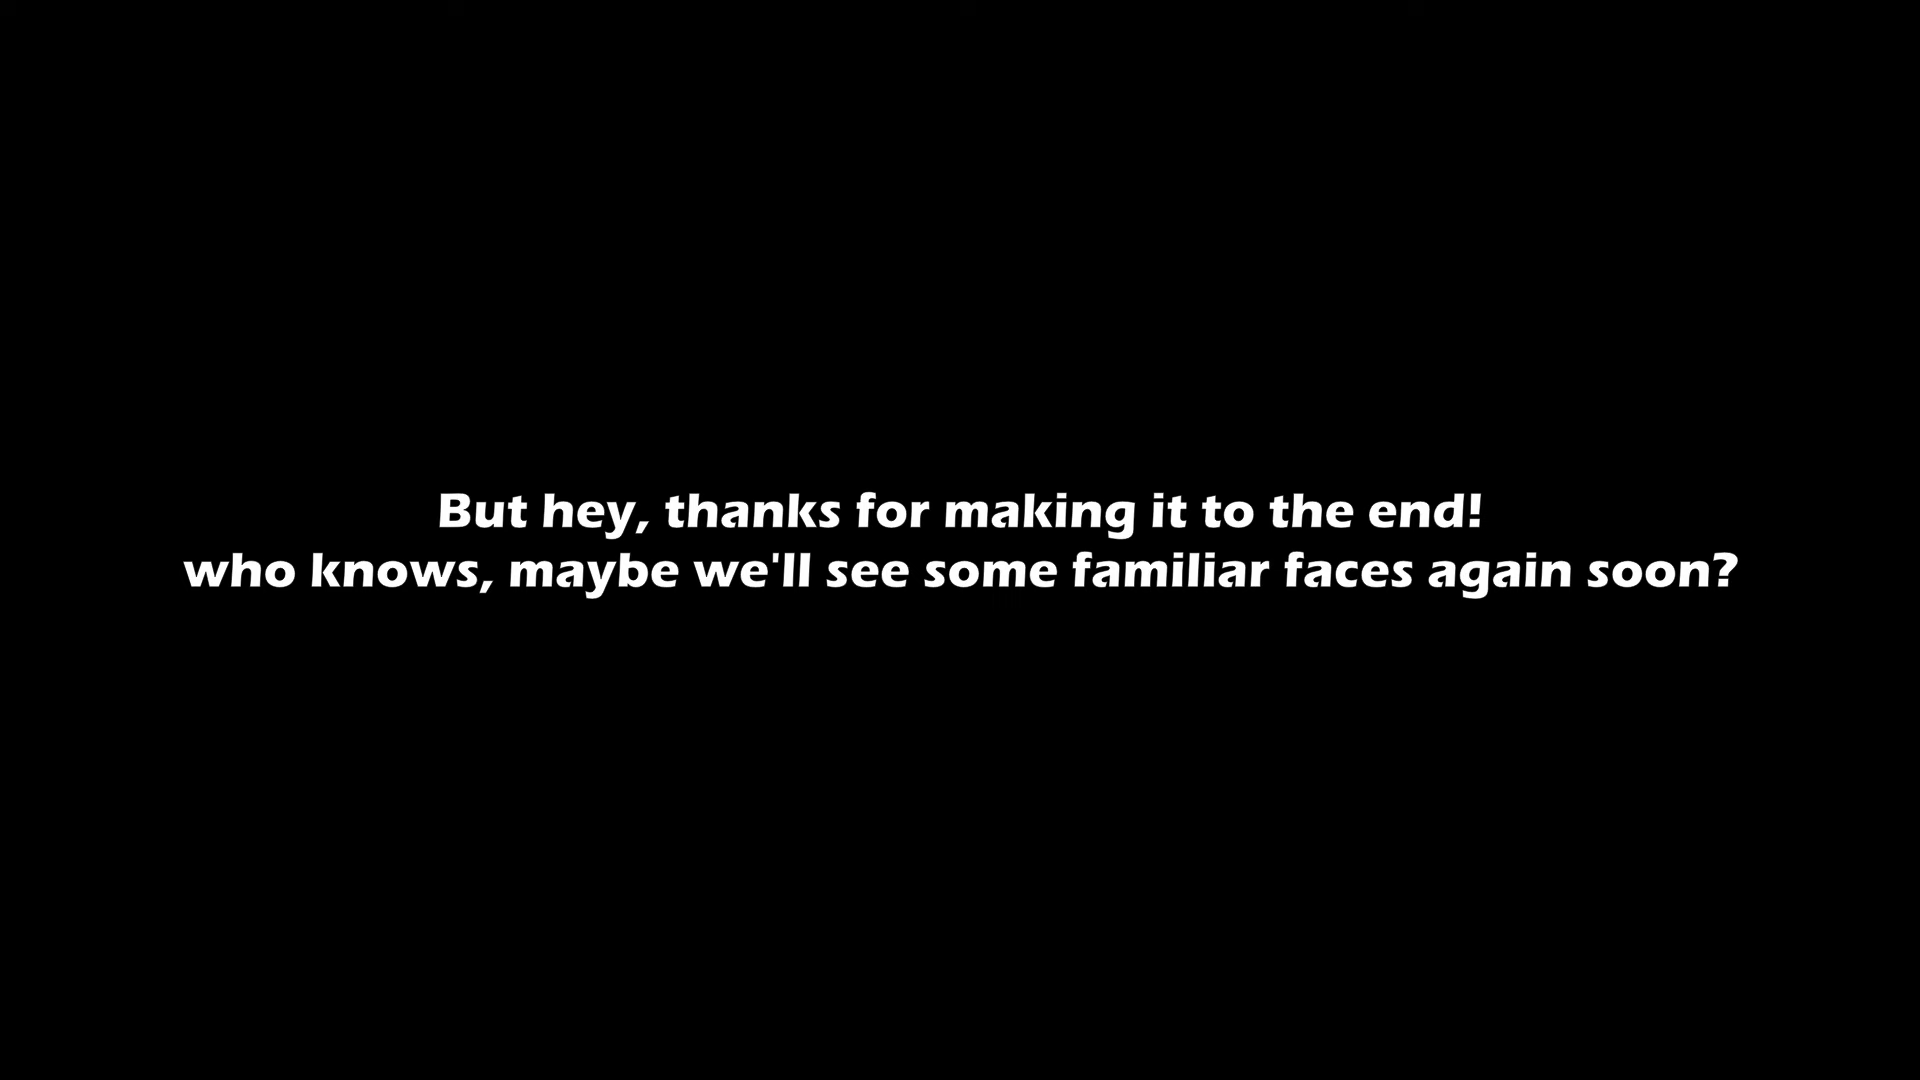 But hey, thanks for making it to the end!
who knows, maybe we'll see some familiar faces again soon?